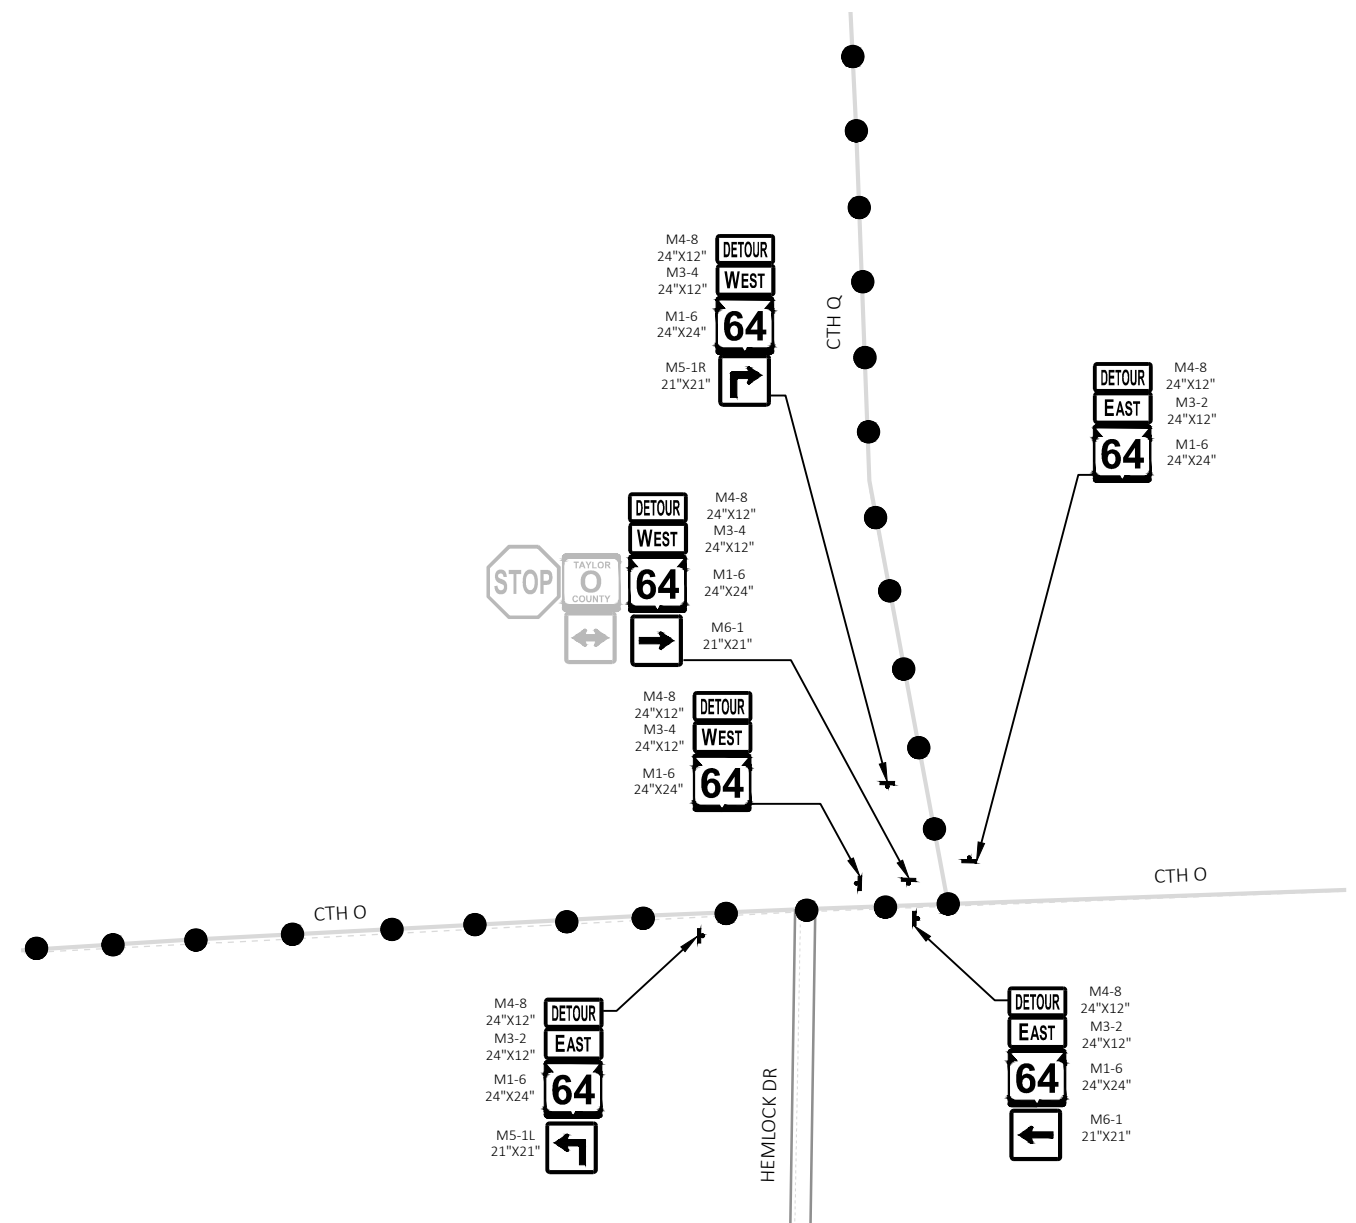 M4-8
24"X12"
M3-4
24"X12"
M1-6
24"X24"
M5-1R
21"X21"
DETOUR
WEST
64
CTH Q
DETOUR
EAST
64
M4-8
24"X12"
M3-2
24"X12"
M1-6
24"X24"
STOP
TAYLOR
O
COUNTY
DETOUR
WEST
64
M4-8
24"X12"
M3-4
24"X12"
M1-6
24"X24"
M6-1
21"X21"
M4-8
24"X12"
M3-4
24"X12"
M1-6
24"X24"
DETOUR
WEST
64
CTH O
CTH O
M4-8
24"X12"
M3-2
24"X12"
M1-6
24"X24"
M5-1L
21"X21"
DETOUR
EAST
64
HEMLOCK DR
DETOUR
EAST
64
M4-8
24"X12"
M3-2
24"X12"
M1-6
24"X24"
M6-1
21"X21"